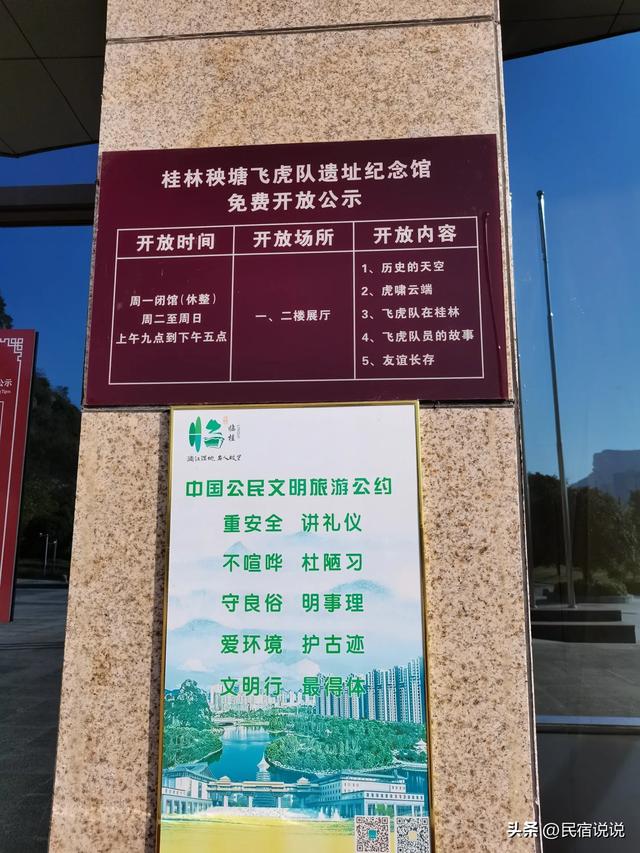 桂林秧塘飞虎队遗址纪念馆
免费开放公示
开放时间 开放场所 开放内容
周一闭馆(休整)
周二至周日
上午九点到下午五点
一、二楼展厅
1、历史的天空
2、虎啸云端
3、飞虎队在桂林
4、飞虎队员的故事
5、友谊长存
临桂
中国公民文明旅游公约
重安全 讲礼仪
不喧哗 杜陋习
守良俗 明事理
爱环境 护古迹
文明行 最得体
公示
头条@民宿说说